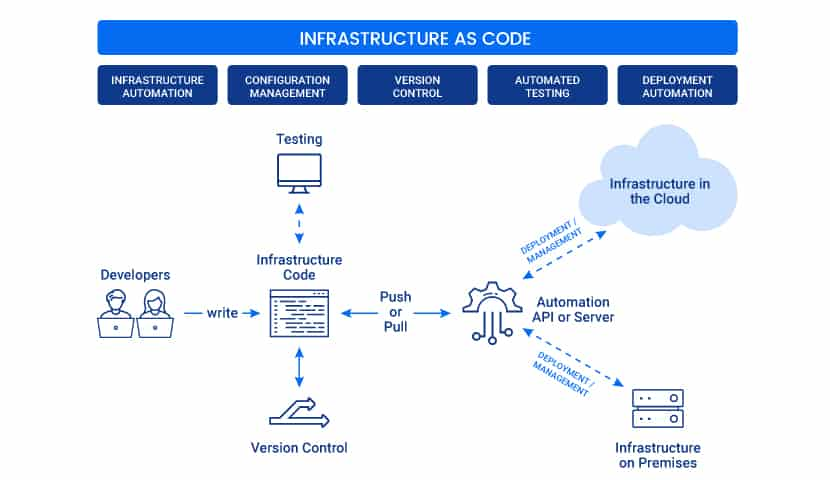 INFRASTRUCTURE AS CODE
INFRASTRUCTURE
AUTOMATION
CONFIGURATION
MANAGEMENT
VERSION
CONTROL
AUTOMATED
TESTING
DEPLOYMENT
AUTOMATION
Testing
Infrastructure in
the Cloud
DEPLOYMENT /
MANAGEMENT
Developers
Infrastructure
Code
write
Push
or
Pull
Automation
API or Server
DEPLOYMENT /
MANAGEMENT
Version Control
Infrastructure
on Premises